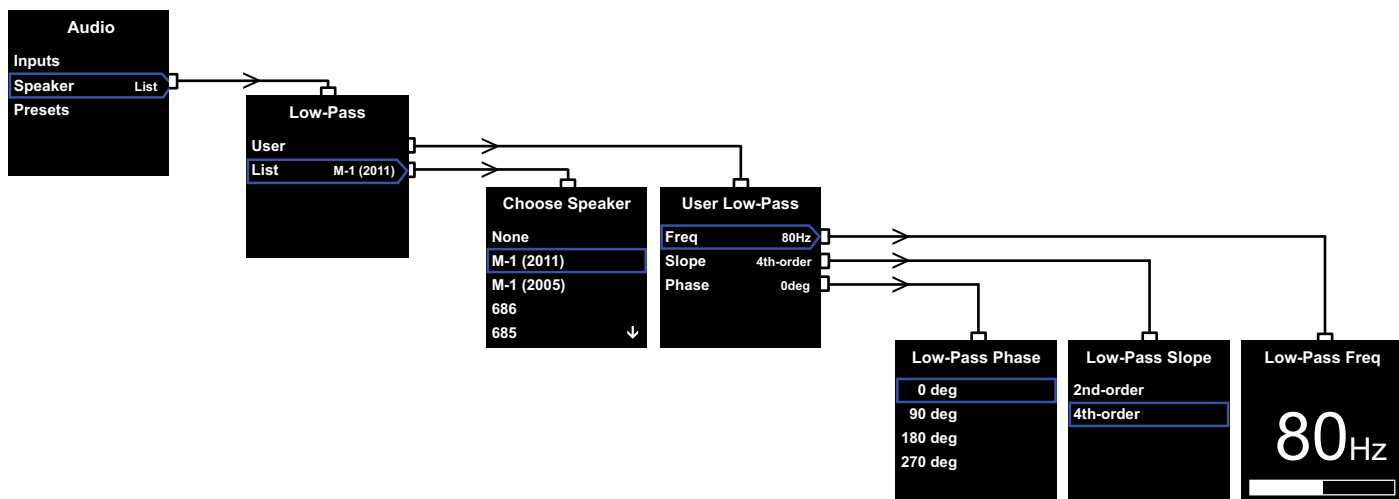 Audio
Inputs
Speaker List
Presets
Low-Pass
User
List M-1 (2011)
Choose Speaker
None
M-1 (2011)
M-1 (2005)
686
685
User Low-Pass
Freq 80Hz
Slope 4th-order
Phase 0deg
Low-Pass Phase
0 deg
90 deg
180 deg
270 deg
Low-Pass Slope
2nd-order
4th-order
Low-Pass Freq
80Hz